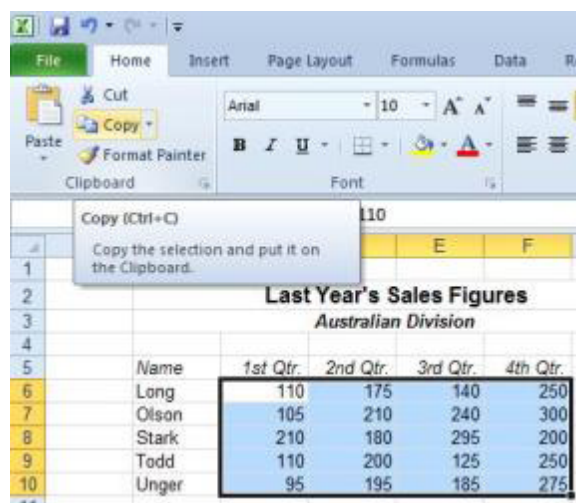 File Home Insert Page Layout Formulas Data
Cut
Arial 10 A A
Copy
Paste
Format Painter
B I U A
Clipboard Font
Copy (Ctrl+C) 110
Copy the selection and put it on
the Clipboard.
E F
1
2 Last Year's Sales Figures
3 Australian Division
4
5 Name 1st Qtr. 2nd Qtr. 3rd Qtr. 4th Qtr.
6 Long 110 175 140 250
7 Olson 105 210 240 300
8 Stark 210 180 295 200
9 Todd 110 200 125 250
10 Unger 95 195 185 275